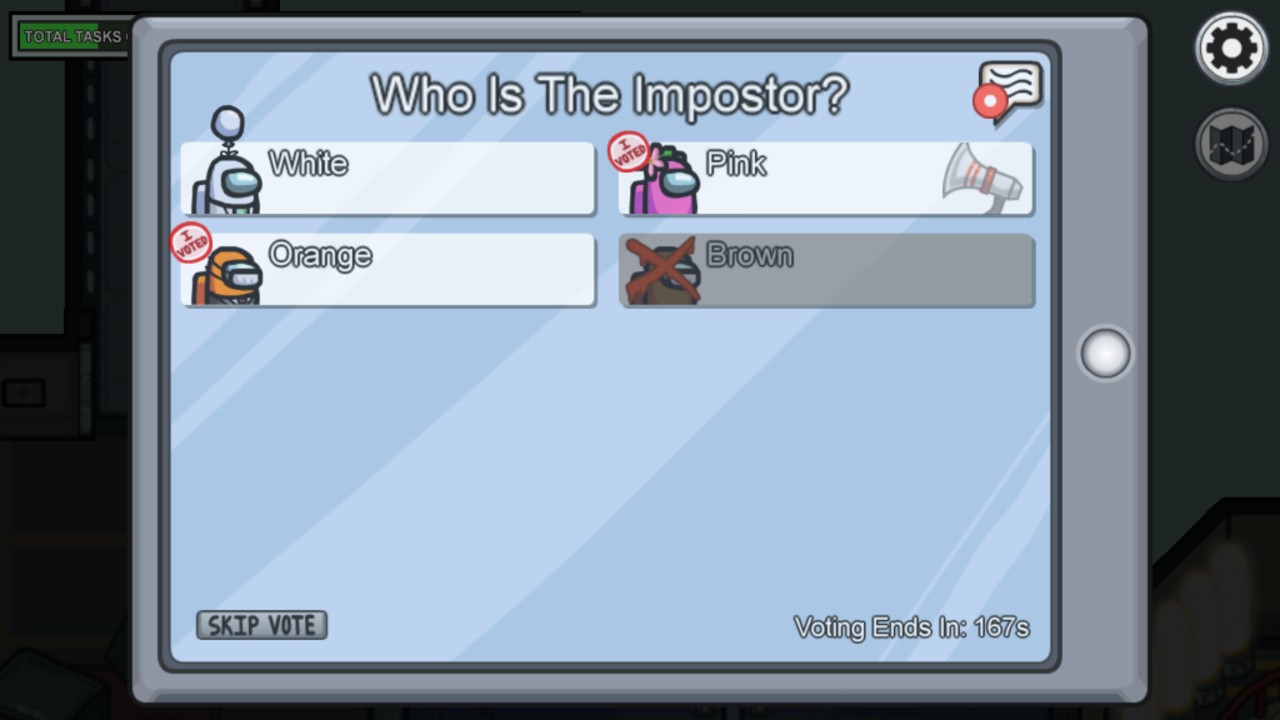 TOTAL TASKS
Who Is The Impostor?
White
I VOTED
Pink
I VOTED
Orange
Brown
SKIP VOTE
Voting Ends In: 167s